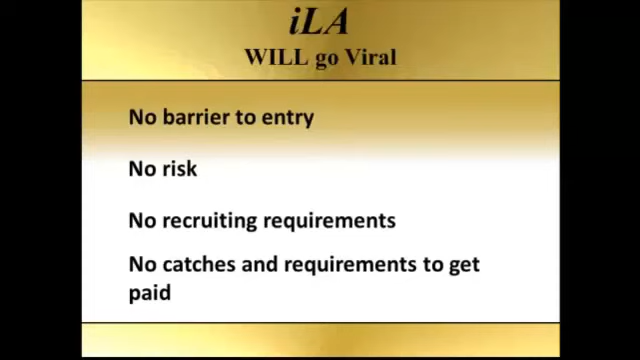 iLA
WILL go Viral
No barrier to entry
No risk
No recruiting requirements
No catches and requirements to get
paid